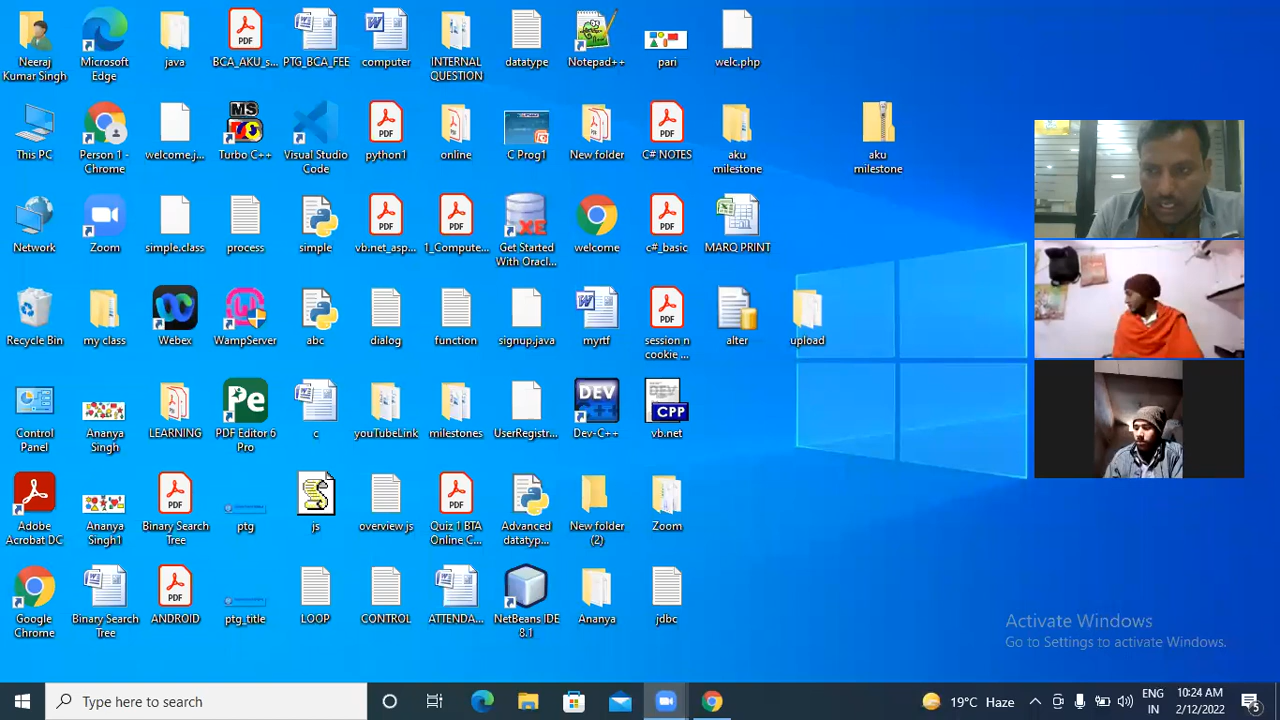 Neeraj
Kumar Singh
Microsoft
Edge
java
BCA_AKU_s...
PTG_BCA_FEE
computer
INTERNAL
QUESTION
datatype
Notepad++
pari
welc.php
This PC
Person 1 -
Chrome
welcome.j...
Turbo C++
Visual Studio
Code
python1
online
C Prog1
New folder
C# NOTES
aku
milestone
aku
milestone
Network
Zoom
simple.class
process
simple
vb.net_asp...
1_Compute...
Get Started
With Oracl...
welcome
c#_basic
MARQ PRINT
Recycle Bin
my class
Webex
WampServer
abc
dialog
function
signup.java
myrtf
session n
cookie ...
alter
upload
Control
Panel
Ananya
Singh
LEARNING
PDF Editor 6
Pro
c
youTubeLink
milestones
UserRegistr...
Dev-C++
vb.net
Adobe
Acrobat DC
Ananya
Singh1
Binary Search
Tree
ptg
js
overview js
Quiz 1 BTA
Online C...
Advanced
datatyp...
New folder
(2)
Zoom
Google
Chrome
Binary Search
Tree
ANDROID
ptg_title
LOOP
CONTROL
ATTENDA...
NetBeans IDE
8.1
Ananya
jdbc
Activate Windows
Go to Settings to activate Windows.
Type here to search
19°C Haze
ENG
IN
10:24 AM
2/12/2022
5